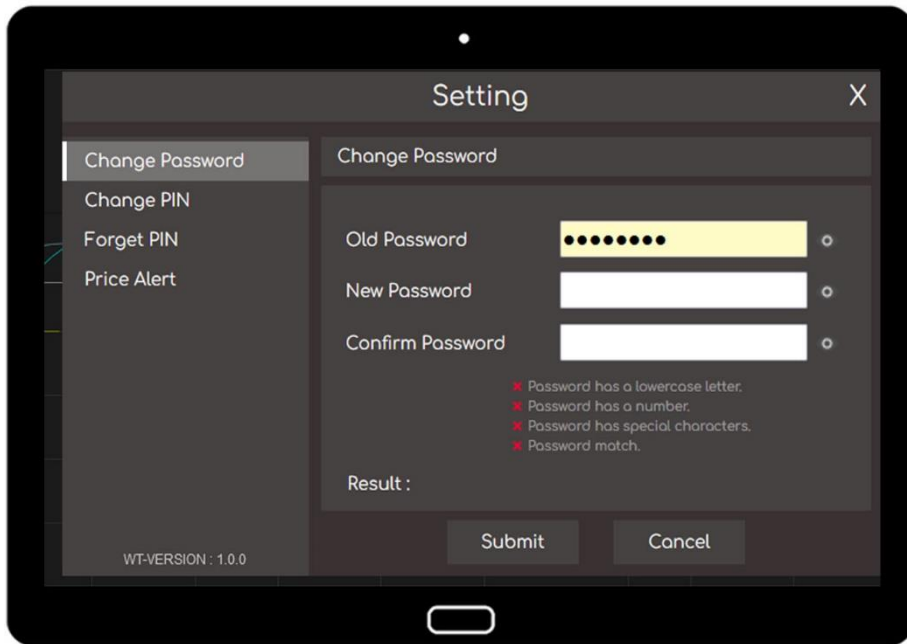 Setting
X
Change Password
Change PIN
Forget PIN
Price Alert
WT-VERSION : 1.0.0
Change Password
Old Password
New Password
Confirm Password
Password has a lowercase letter.
Password has a number.
Password has special characters.
Password match.
Result :
Submit
Cancel